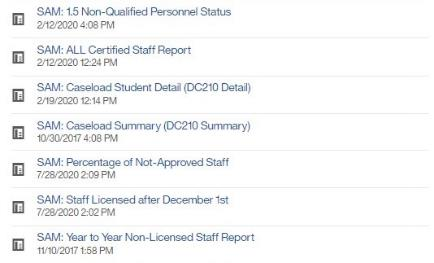 SAM: 1.5 Non-Qualified Personnel Status
2/12/2020 4:08 PM
SAM: ALL Certified Staff Report
2/12/2020 12:24 PM
SAM: Caseload Student Detail (DC210 Detail)
2/19/2020 12:14 PM
SAM: Caseload Summary (DC210 Summary)
10/30/2017 4:08 PM
SAM: Percentage of Not-Approved Staff
7/28/2020 2:09 PM
SAM: Staff Licensed after December 1st
7/28/2020 2:02 PM
SAM: Year to Year Non-Licensed Staff Report
11/10/2017 1:58 PM